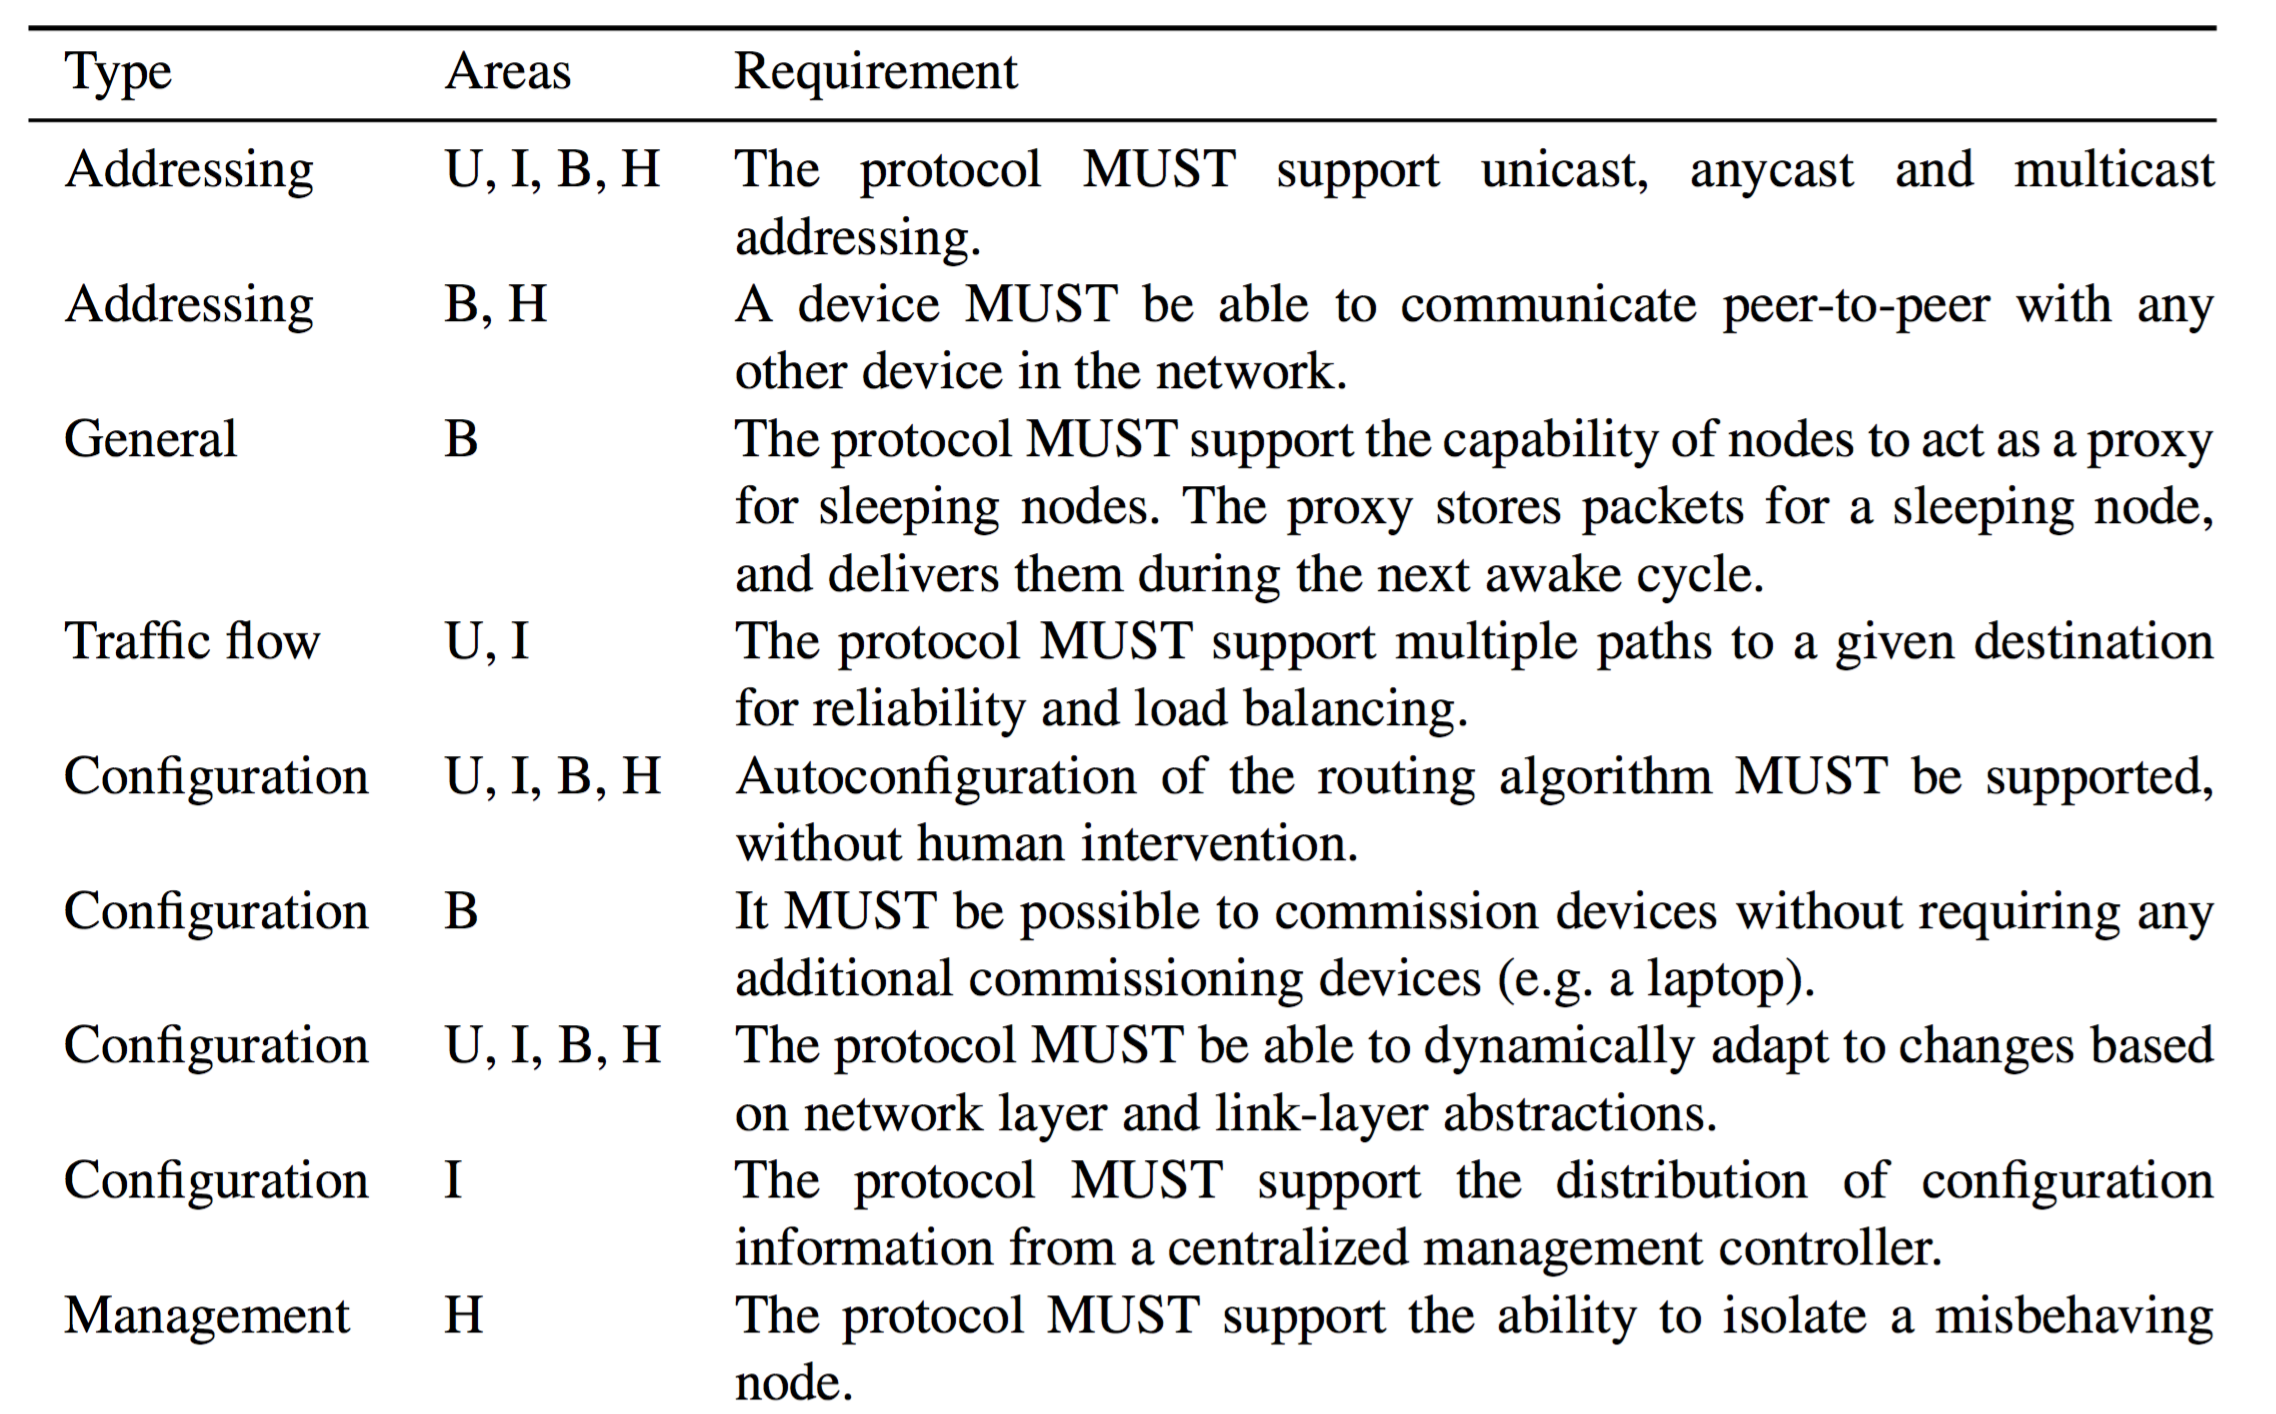 Type Areas Requirement
Addressing U, I, B, H The protocol MUST support unicast, anycast and multicast
addressing.
Addressing B, H A device MUST be able to communicate peer-to-peer with any
other device in the network.
General B The protocol MUST support the capability of nodes to act as a proxy
for sleeping nodes. The proxy stores packets for a sleeping node,
and delivers them during the next awake cycle.
Traffic flow U, I The protocol MUST support multiple paths to a given destination
for reliability and load balancing.
Configuration U, I, B, H Autoconfiguration of the routing algorithm MUST be supported,
without human intervention.
Configuration B It MUST be possible to commission devices without requiring any
additional commissioning devices (e.g. a laptop).
Configuration U, I, B, H The protocol MUST be able to dynamically adapt to changes based
on network layer and link-layer abstractions.
Configuration I The protocol MUST support the distribution of configuration
information from a centralized management controller.
Management H The protocol MUST support the ability to isolate a misbehaving
node.